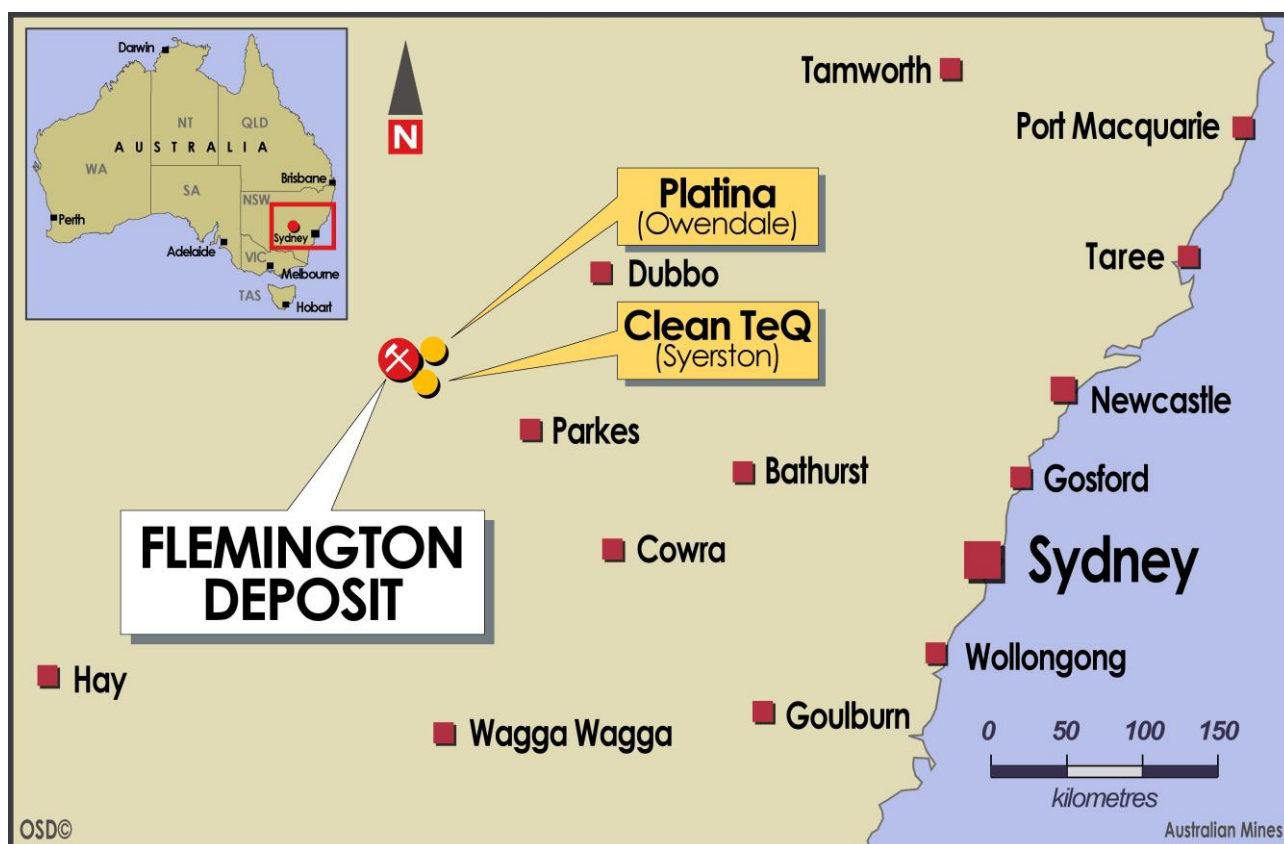 Darwin
NT
QLD
AUSTRALIA
WA
SA
Brisbane
NSW
Perth
Sydney
Adelaide
VIC
Melbourne
TAS
Hobart
N
Tamworth
Port Macquarie
Platina
(Owendale)
Taree
Dubbo
Clean TeQ
(Syerston)
Newcastle
Parkes
Bathurst
Gosford
FLEMINGTON
DEPOSIT
Cowra
Sydney
Wollongong
Hay
Goulburn
Wagga Wagga
0 50 100 150
kilometres
OSD©
Australian Mines